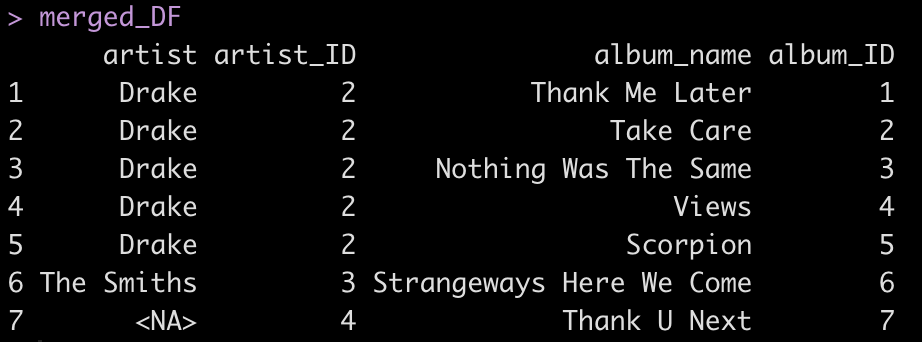 > merged_DF
artist artist_ID album_name album_ID
1 Drake 2 Thank Me Later 1
2 Drake 2 Take Care 2
3 Drake 2 Nothing Was The Same 3
4 Drake 2 Views 4
5 Drake 2 Scorpion 5
6 The Smiths 3 Strangeways Here We Come 6
7 <NA> 4 Thank U Next 7